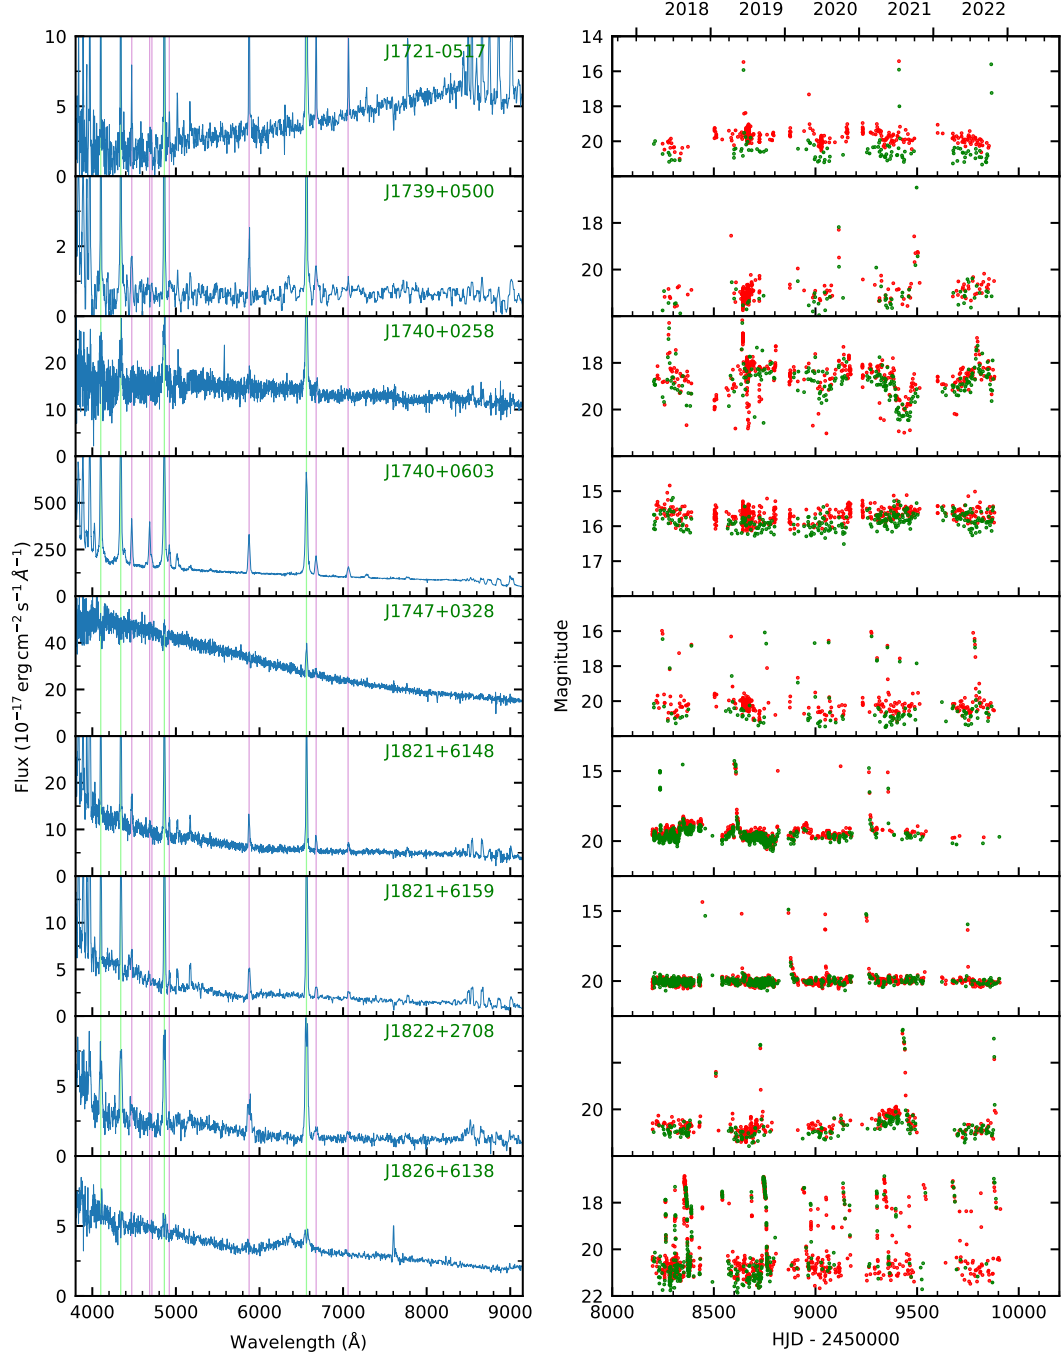 2018 2019 2020 2021 2022
J1721-0517
10
5
0
14
16
18
20
J1739+0500
2
0
18
20
J1740+0258
20
10
0
18
20
J1740+0603
500
250
0
15
16
17
J1747+0328
40
20
0
16
20
J1821+6148
20
10
0
15
20
J1821+6159
10
5
0
15
20
J1822+2708
5
0
20
J1826+6138
5
0
18
20
22
Flux (10⁻¹⁷ erg cm⁻² s⁻¹ Å⁻¹)
Magnitude
4000 5000 6000 7000 8000 9000
8000 8500 9000 9500 10000
Wavelength (Å)
HJD - 2450000